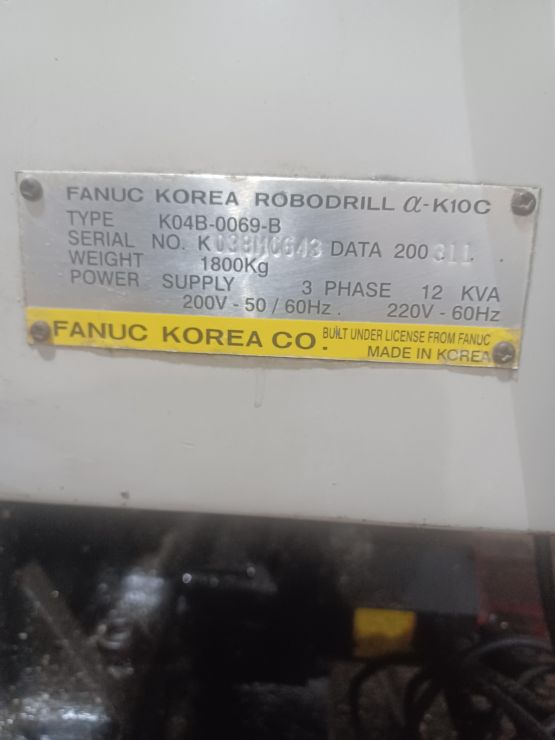 FANUC KOREA ROBODRILL α-K10C
TYPE K04B-0069-B
SERIAL NO. DATA 200311.
WEIGHT 1800Kg
POWER SUPPLY 3 PHASE 12 KVA
200V - 50 / 60Hz. 220V - 60Hz
FANUC KOREA CO.
BUILT UNDER LICENSE FROM FANUC
MADE IN KOREA